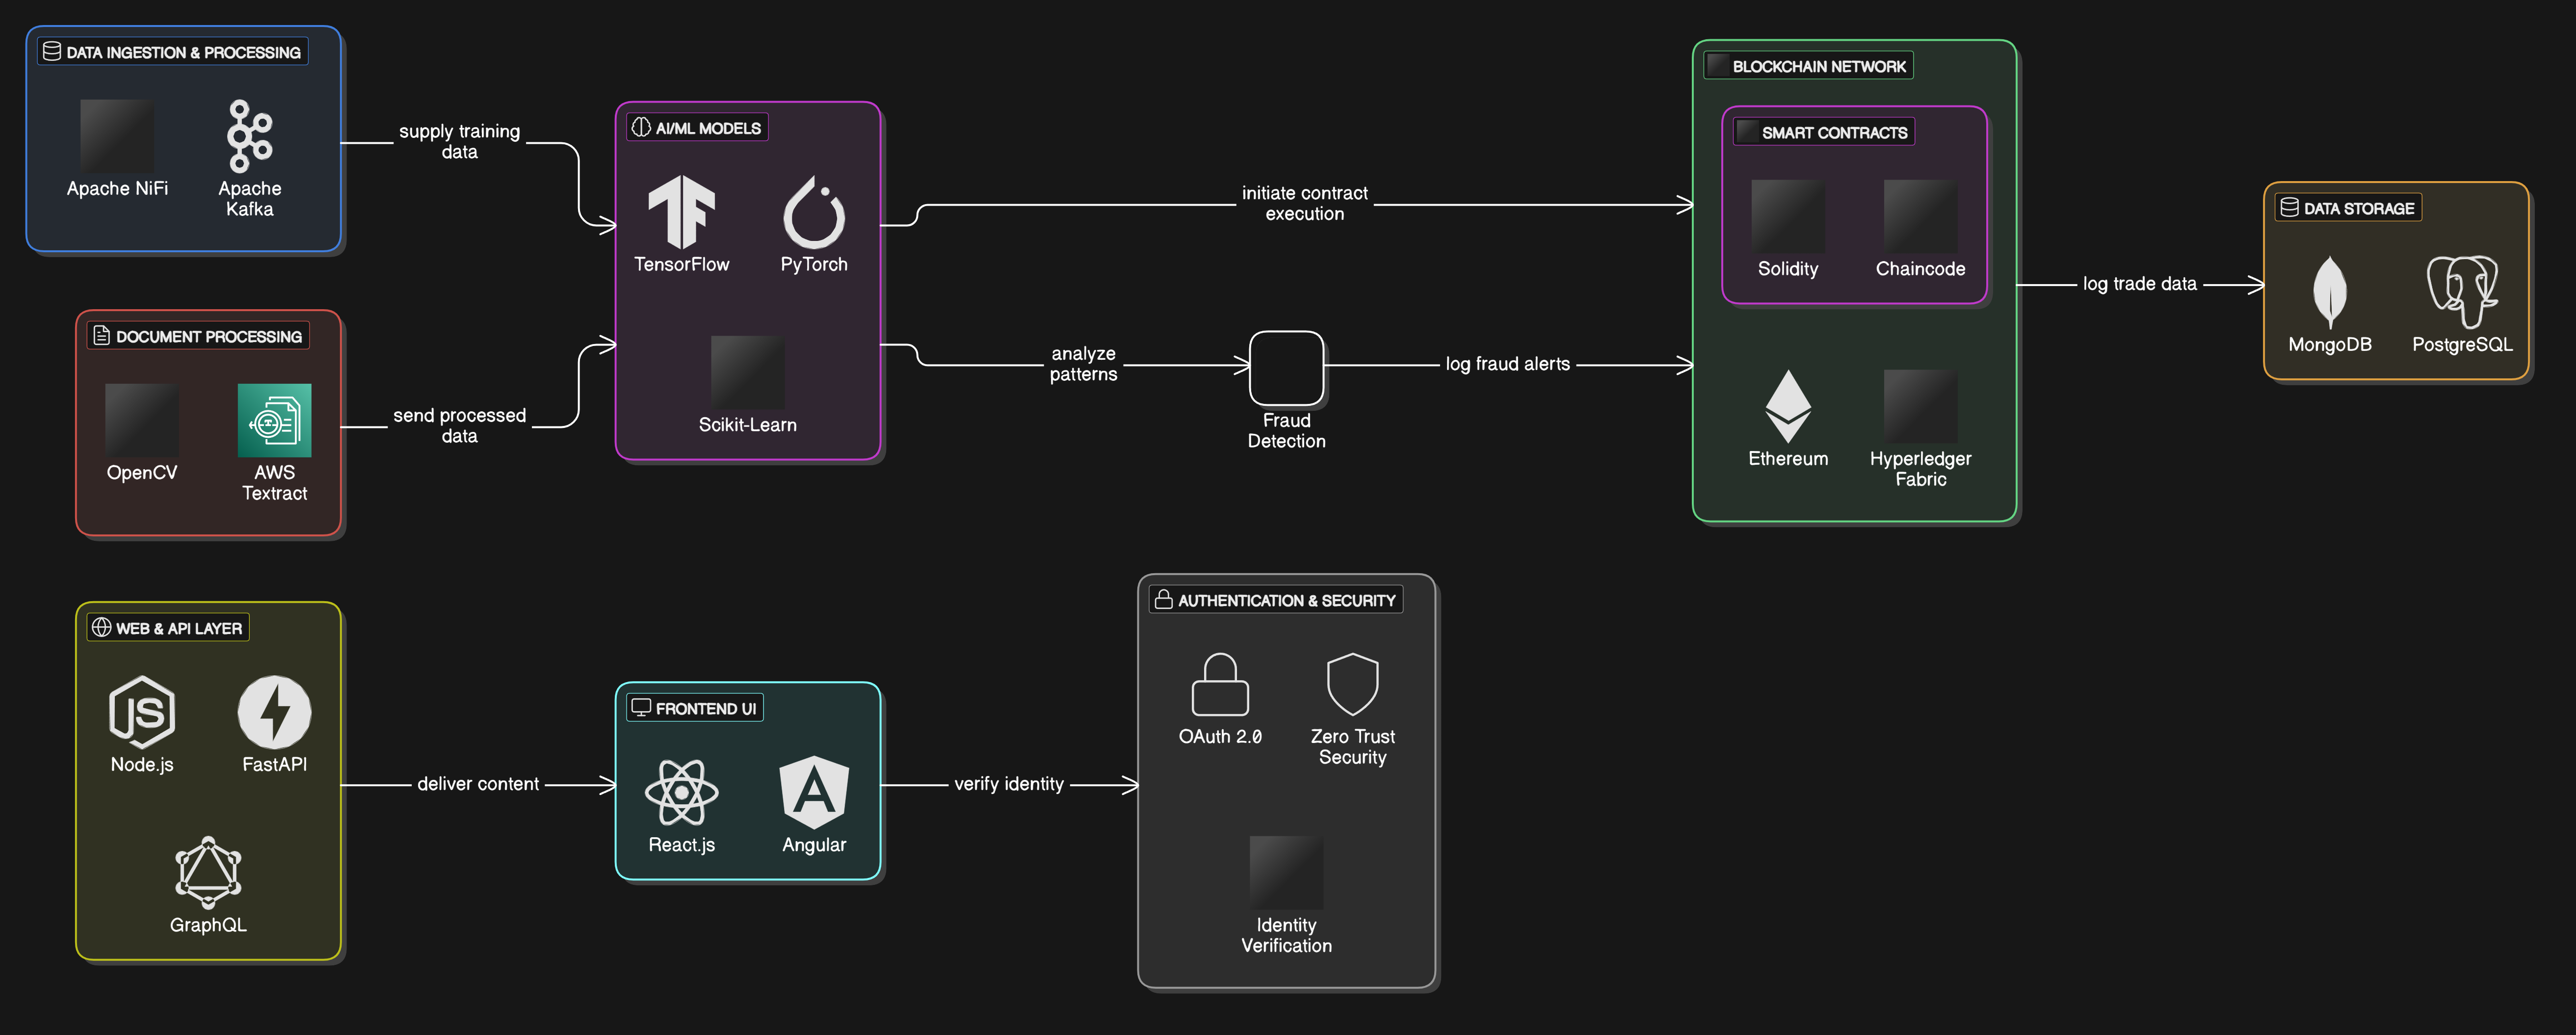 DATA INGESTION & PROCESSING
Apache NiFi
Apache
Kafka
supply training
data
DOCUMENT PROCESSING
OpenCV
AWS
Textract
send processed
data
AI/ML MODELS
TensorFlow
PyTorch
Scikit-Learn
initiate contract
execution
analyze
patterns
Fraud
Detection
log fraud alerts
BLOCKCHAIN NETWORK
SMART CONTRACTS
Solidity
Chaincode
Ethereum
Hyperledger
Fabric
log trade data
DATA STORAGE
MongoDB
PostgreSQL
WEB & API LAYER
JS
Node.js
FastAPI
GraphQL
deliver content
FRONTEND UI
React.js
Angular
verify identity
AUTHENTICATION & SECURITY
OAuth 2.0
Zero Trust
Security
Identity
Verification